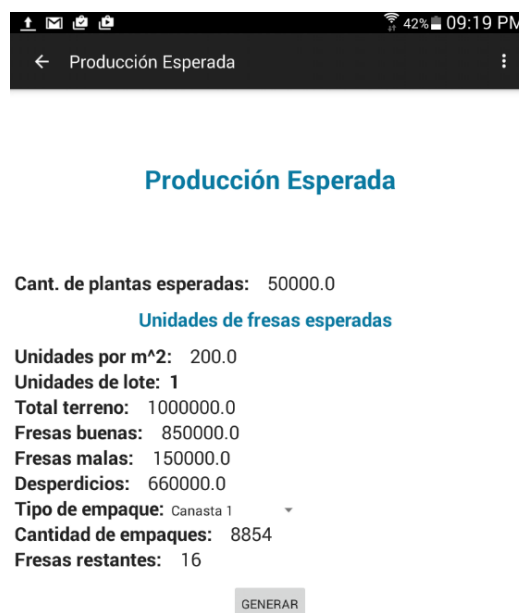 42% 09:19 PM
Producción Esperada
Producción Esperada
Cant. de plantas esperadas: 50000.0
Unidades de fresas esperadas
Unidades por m^2: 200.0
Unidades de lote: 1
Total terreno: 1000000.0
Fresas buenas: 850000.0
Fresas malas: 150000.0
Desperdicios: 660000.0
Tipo de empaque: Canasta 1
Cantidad de empaques: 8854
Fresas restantes: 16
GENERAR